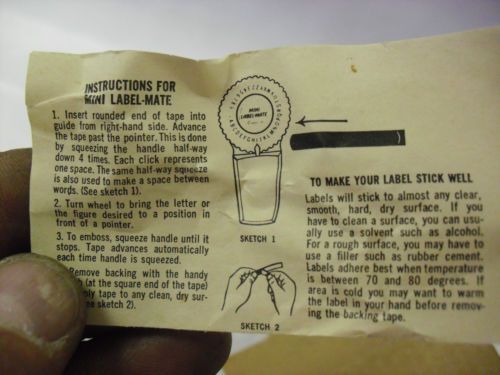 INSTRUCTIONS FOR
MINI LABEL-MATE
1. Insert rounded end of tape into
guide from right-hand side. Advance
the tape past the pointer. This is done
by squeezing the handle half-way
down 4 times. Each click represents
one space. The same half-way squeeze
is also used to make a space between
words. (See sketch 1).
2. Turn wheel to bring the letter or
the figure desired to a position in
front of a pointer.
3. To emboss, squeeze handle until it
stops. Tape advances automatically
each time handle is squeezed.
Remove backing with the handy
(at the square end of the tape)
tape to any clean, dry sur-
sketch 2).
MINI
LABEL-MATE
SKETCH 1
SKETCH 2
TO MAKE YOUR LABEL STICK WELL
Labels will stick to almost any clear,
smooth, hard, dry surface. If you
have to clean a surface, you can usu-
ally use a solvent such as alcohol.
For a rough surface, you may have to
use a filler such as rubber cement.
Labels adhere best when temperature
is between 70 and 80 degrees. If
area is cold you may want to warm
the label in your hand before remov-
ing the backing tape.